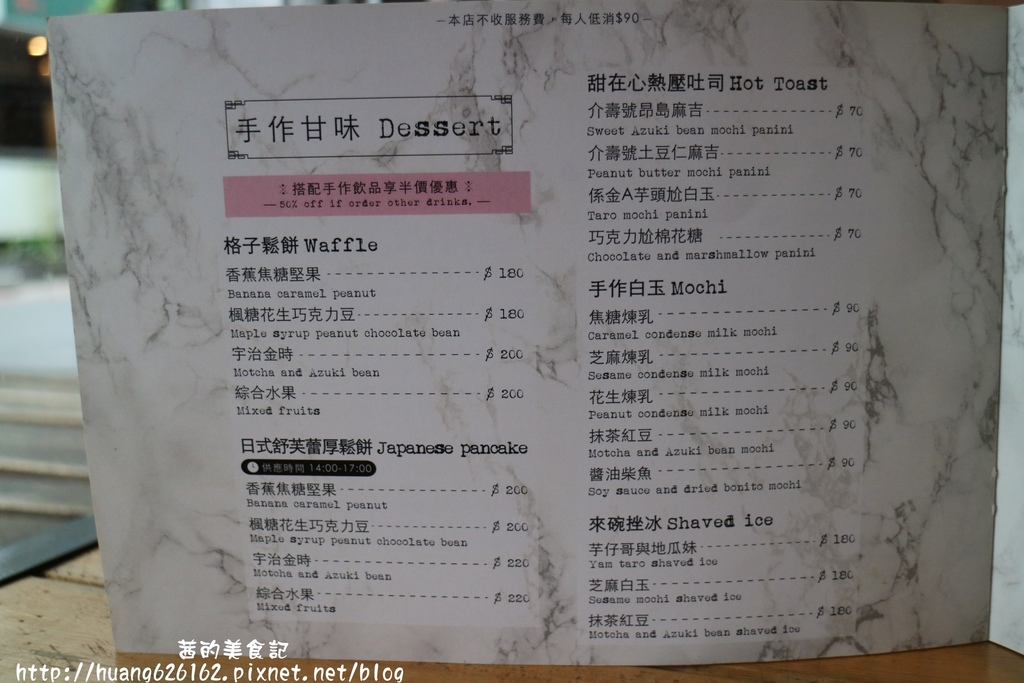 －本店不收服務費，每人低消$90－
手作甘味 Dessert
搭配手作飲品享半價優惠
— 50% off if order other drinks. —
格子鬆餅 Waffle
香蕉焦糖堅果 $ 180
Banana caramel peanut
楓糖花生巧克力豆 $ 180
Maple syrup peanut chocolate bean
宇治金時 $ 200
Motcha and Azuki bean
綜合水果 $ 200
Mixed fruits
日式舒芙蕾厚鬆餅 Japanese pancake
供應時間 14:00-17:00
香蕉焦糖堅果 $ 200
Banana caramel peanut
楓糖花生巧克力豆 $ 200
Maple syrup peanut chocolate bean
宇治金時 $ 220
Motcha and Azuki bean
綜合水果 $ 220
Mixed fruits
甜在心熱壓吐司 Hot Toast
介壽號昂島麻吉 $ 70
Sweet Azuki bean mochi panini
介壽號土豆仁麻吉 $ 70
Peanut butter mochi panini
係金A芋頭尬白玉 $ 70
Taro mochi panini
巧克力尬棉花糖 $ 70
Chocolate and marshmallow panini
手作白玉 Mochi
焦糖煉乳 $ 90
Caramel condense milk mochi
芝麻煉乳 $ 90
Sesame condense milk mochi
花生煉乳 $ 90
Peanut condense milk mochi
抹茶紅豆 $ 90
Motcha and Azuki bean mochi
醬油柴魚 $ 90
Soy sauce and dried bonito mochi
來碗挫冰 Shaved ice
芋仔哥與地瓜妹 $ 180
Yam taro shaved ice
芝麻白玉 $ 180
Sesame mochi shaved ice
抹茶紅豆 $ 180
Motcha and Azuki bean shaved ice
茜的美食記
http://huang626162.pixnet.net/blog